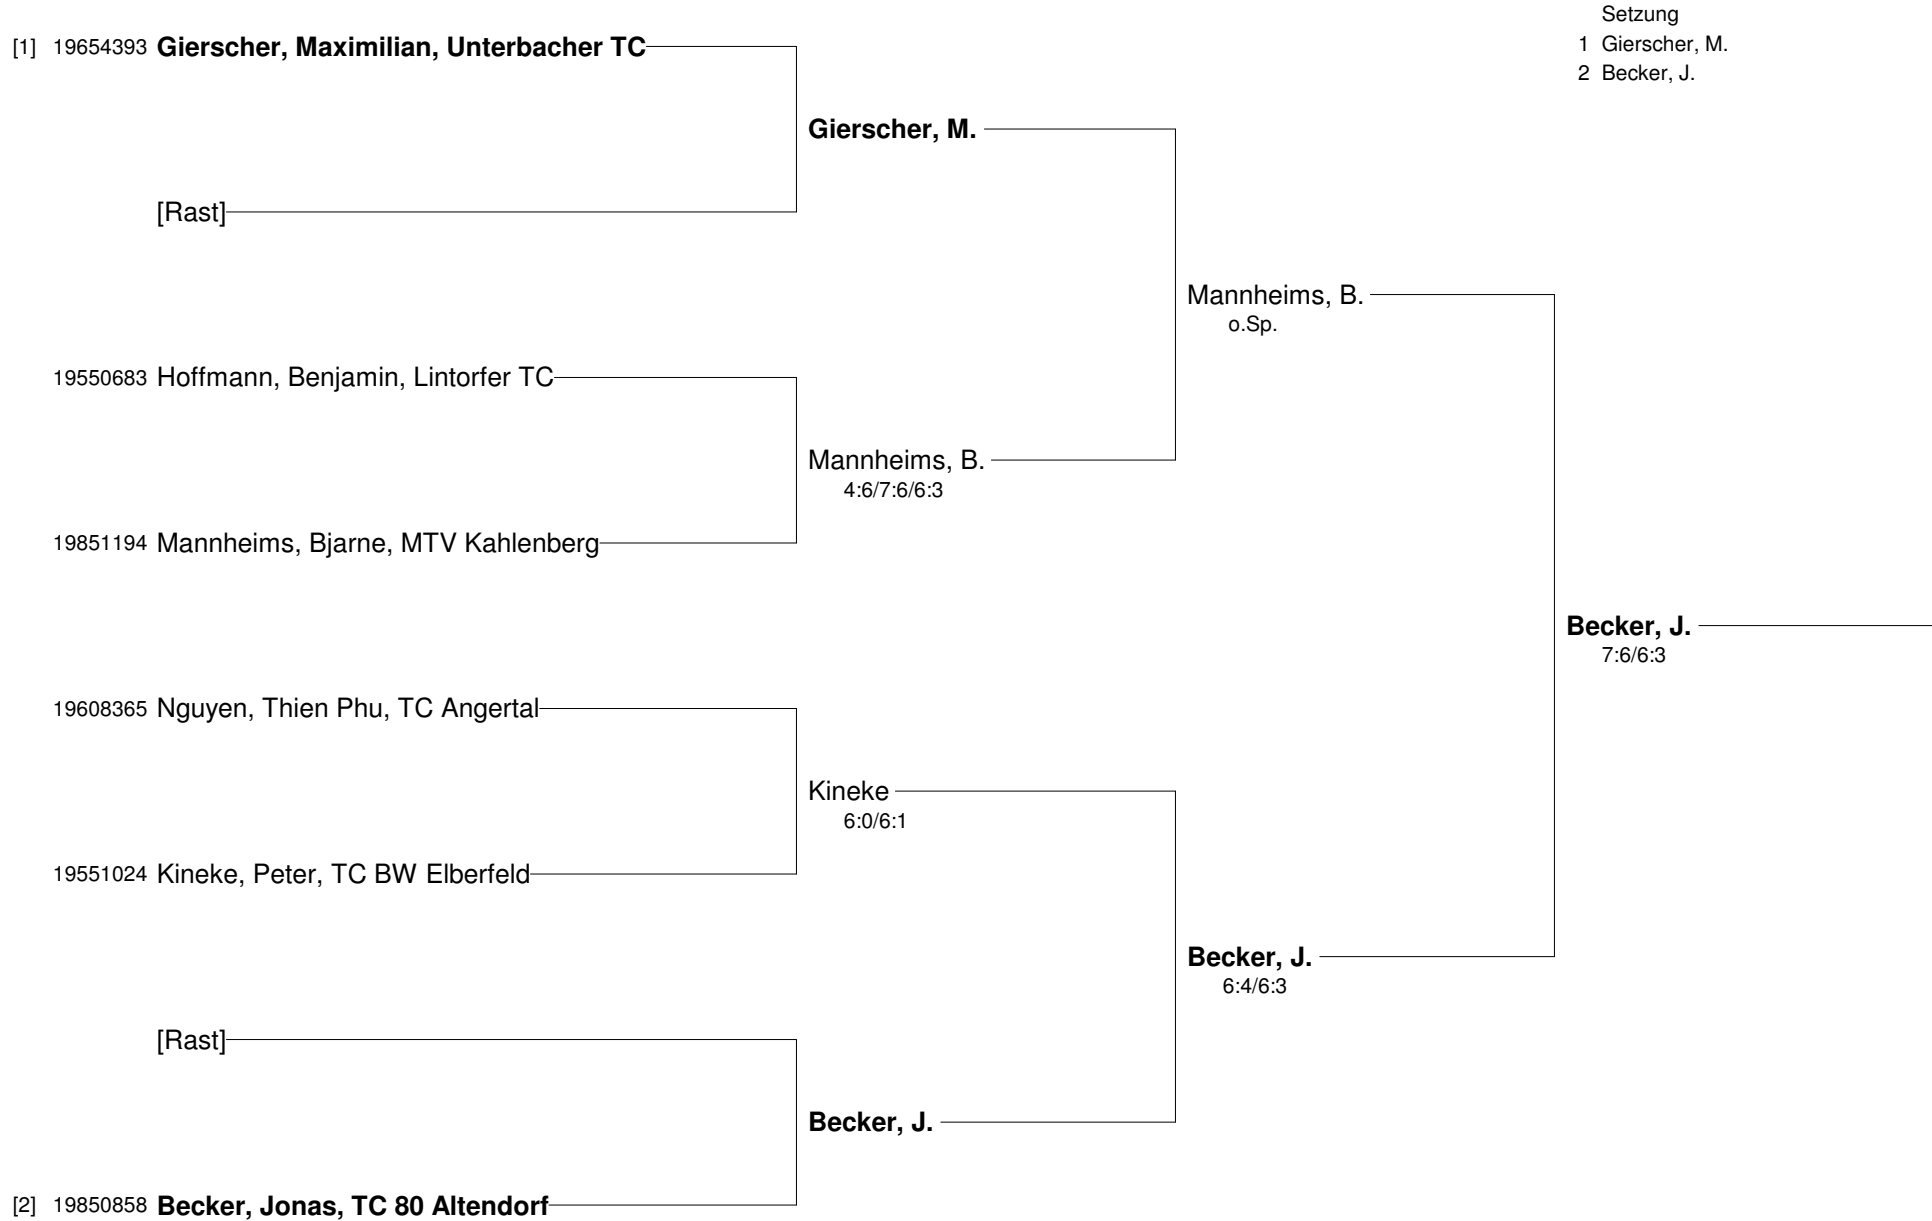 Setzung
1 Gierscher, M.
2 Becker, J.
[1] 19654393 Gierscher, Maximilian, Unterbacher TC
Gierscher, M.
[Rast]
Mannheims, B.
o.Sp.
19550683 Hoffmann, Benjamin, Lintorfer TC
Mannheims, B.
4:6/7:6/6:3
19851194 Mannheims, Bjarne, MTV Kahlenberg
Becker, J.
7:6/6:3
19608365 Nguyen, Thien Phu, TC Angertal
Kineke
6:0/6:1
19551024 Kineke, Peter, TC BW Elberfeld
Becker, J.
6:4/6:3
[Rast]
Becker, J.
[2] 19850858 Becker, Jonas, TC 80 Altendorf